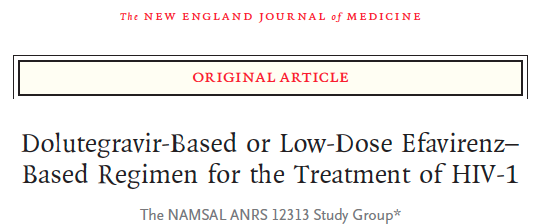 The NEW ENGLAND JOURNAL of MEDICINE
ORIGINAL ARTICLE
Dolutegravir-Based or Low-Dose Efavirenz–
Based Regimen for the Treatment of HIV-1
The NAMSAL ANRS 12313 Study Group*